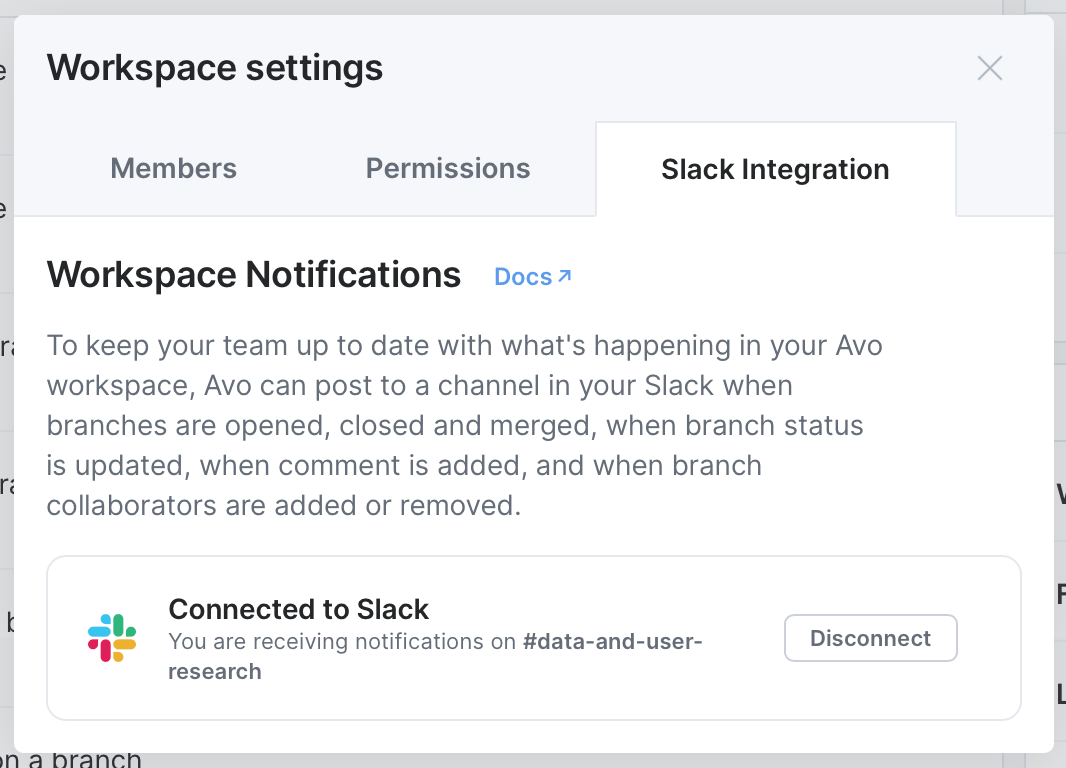 Workspace settings
Members
Permissions
Slack Integration
Workspace Notifications
Docs↗
To keep your team up to date with what's happening in your Avo
workspace, Avo can post to a channel in your Slack when
branches are opened, closed and merged, when branch status
is updated, when comment is added, and when branch
collaborators are added or removed.
Connected to Slack
You are receiving notifications on #data-and-user-
research
Disconnect
on a branch